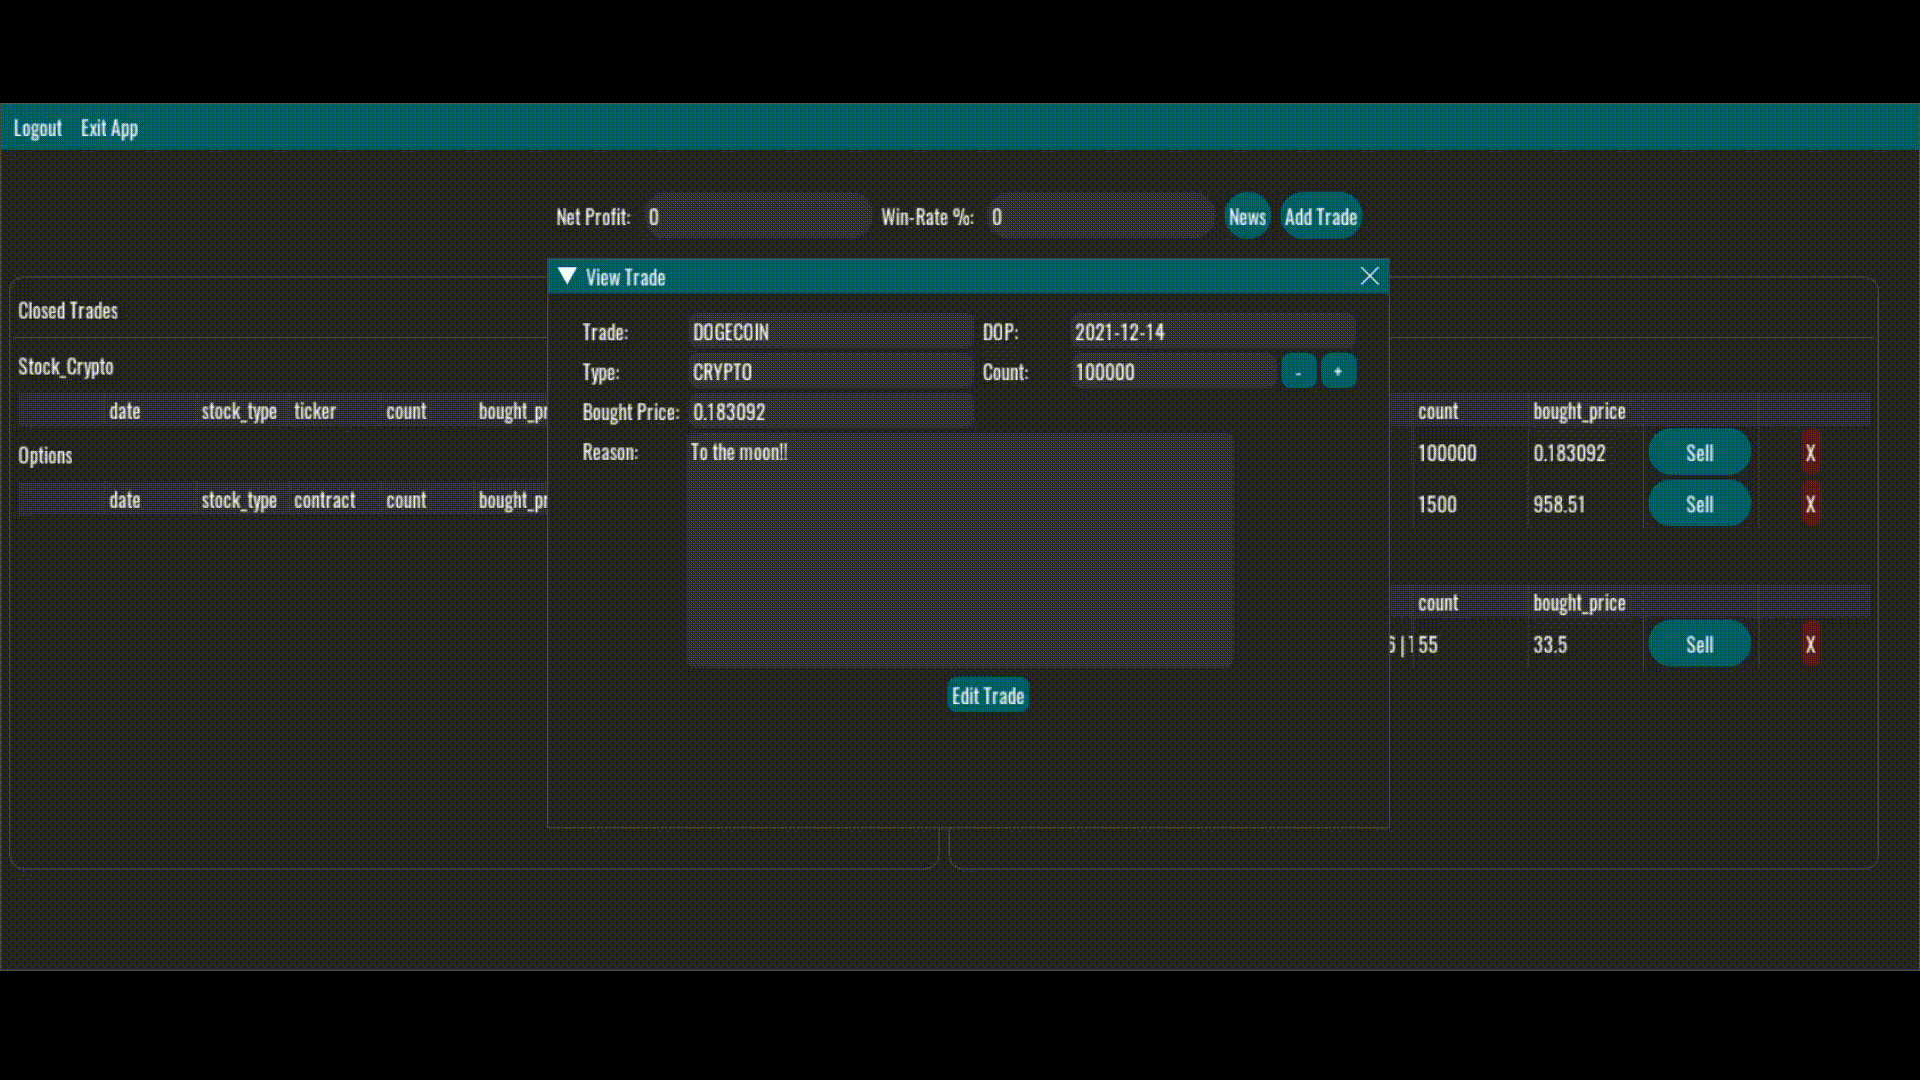 Logout Exit App
Net Profit: 0 Win-Rate %: 0 News Add Trade
View Trade
Closed Trades
Stock_Crypto
date stock_type ticker count bought_pr
Options
date stock_type contract count bought_pr
Trade: DOGECOIN DOP: 2021-12-14
Type: CRYPTO Count: 100000 - +
Bought Price: 0.183092
Reason: To the moon!!
Edit Trade
count bought_price
100000 0.183092 Sell X
1500 958.51 Sell X
count bought_price
55 33.5 Sell X